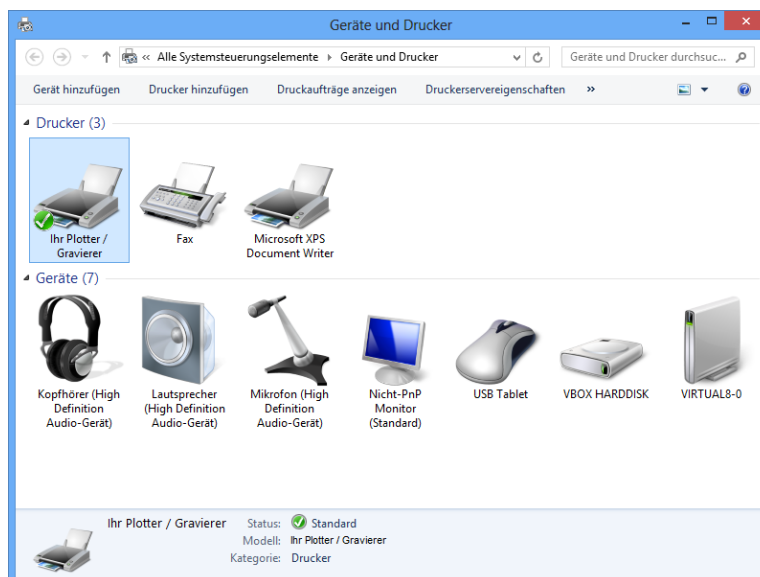 Geräte und Drucker
« Alle Systemsteuerungselemente ▸ Geräte und Drucker
Geräte und Drucker durchsuc...
Gerät hinzufügen Drucker hinzufügen Druckaufträge anzeigen Druckerservereigenschaften »
Drucker (3)
Ihr Plotter /
Gravierer
Fax
Microsoft XPS
Document Writer
Geräte (7)
Kopfhörer (High
Definition
Audio-Gerät)
Lautsprecher
(High Definition
Audio-Gerät)
Mikrofon (High
Definition
Audio-Gerät)
Nicht-PnP
Monitor
(Standard)
USB Tablet
VBOX HARDDISK
VIRTUAL8-0
Ihr Plotter / Gravierer Status: Standard
Modell: Ihr Plotter / Gravierer
Kategorie: Drucker